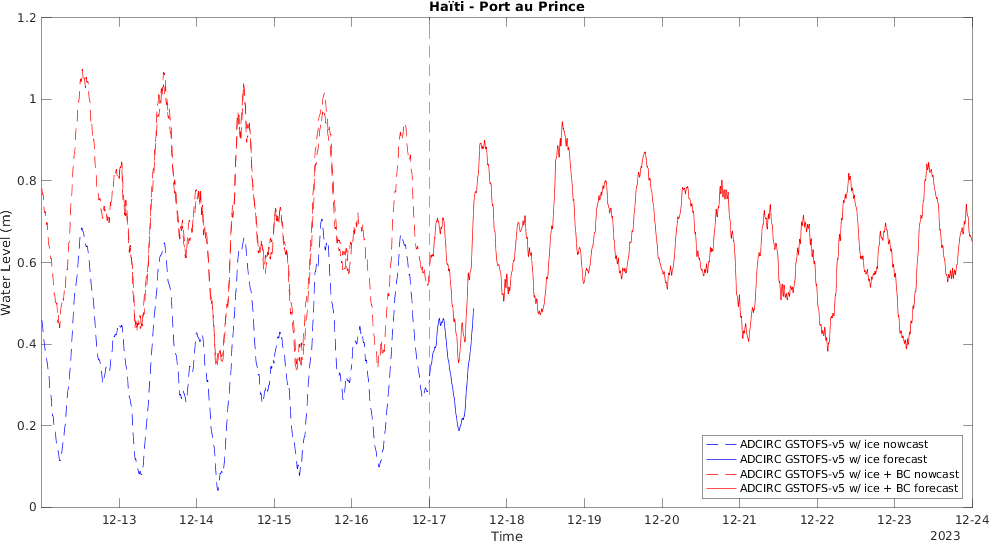 Haïti - Port au Prince
1.2
1
0.8
0.6
0.4
0.2
0
Water Level (m)
12-13 12-14 12-15 12-16 12-17 12-18 12-19 12-20 12-21 12-22 12-23 12-24
Time
2023
ADCIRC GSTOFS-v5 w/ ice nowcast
ADCIRC GSTOFS-v5 w/ ice forecast
ADCIRC GSTOFS-v5 w/ ice + BC nowcast
ADCIRC GSTOFS-v5 w/ ice + BC forecast